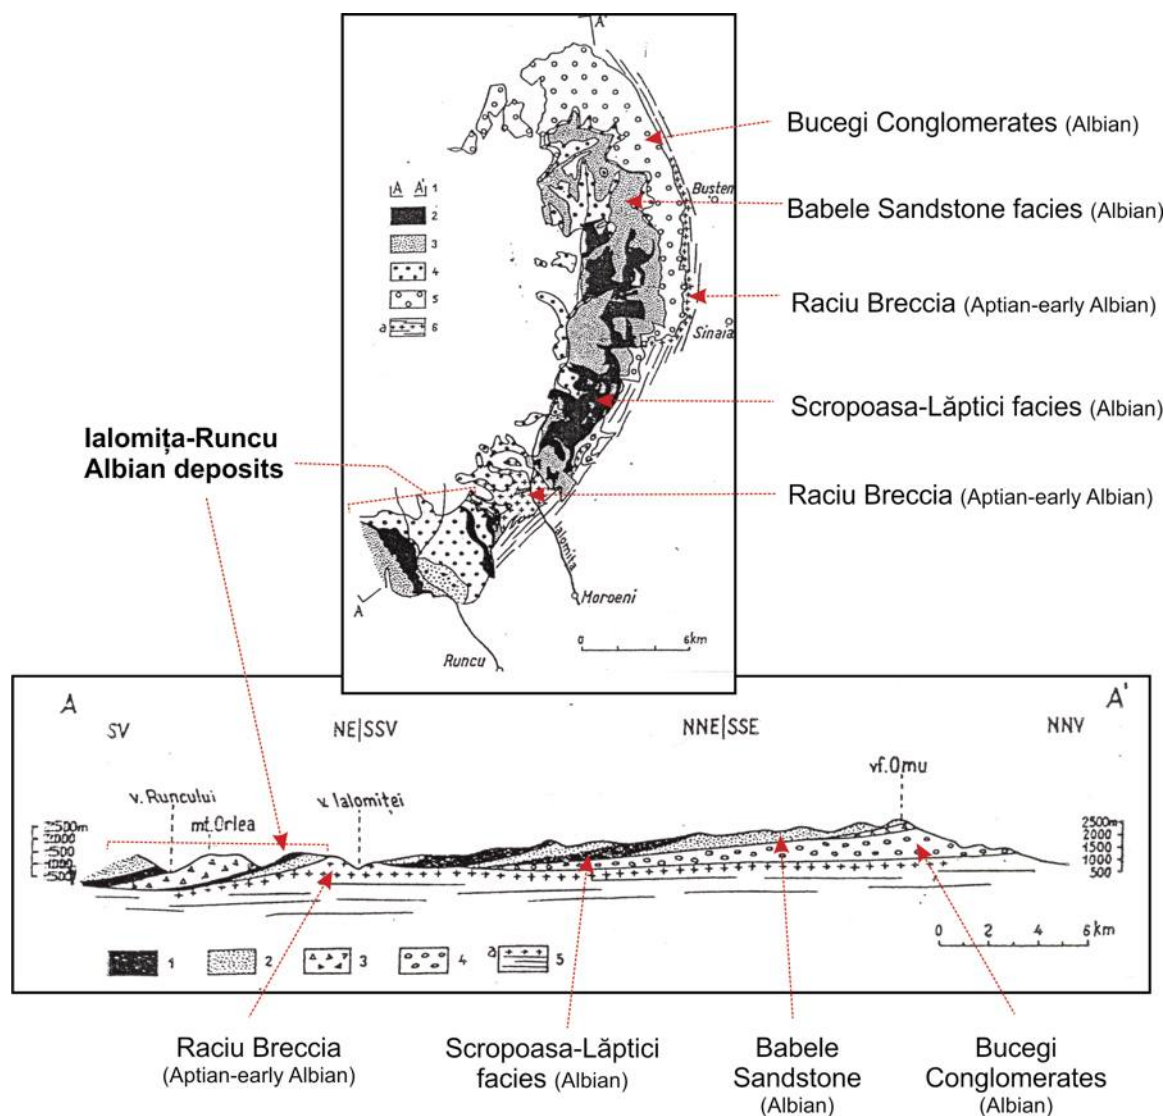 A'
Bucegi Conglomerates (Albian)
A A' 1
Busten
2
Babele Sandstone facies (Albian)
3
4
5
Raciu Breccia (Aptian-early Albian)
a 6
Sinaia
Scropoasa-Lăptici facies (Albian)
Ialomița-Runcu
Albian deposits
Raciu Breccia (Aptian-early Albian)
Ialomița
A
Moroeni
0 6km
Runcu
A A'
SV NE|SSV NNE|SSE NNV
vf. Omu
v. Runcului v. Ialomiței
mt. Orlea
2500m
2000
1500
1000
500
0 2 4 6 km
1 2 3 4 a 5
Raciu Breccia
(Aptian-early Albian)
Scropoasa-Lăptici
facies (Albian)
Babele
Sandstone
(Albian)
Bucegi
Conglomerates
(Albian)